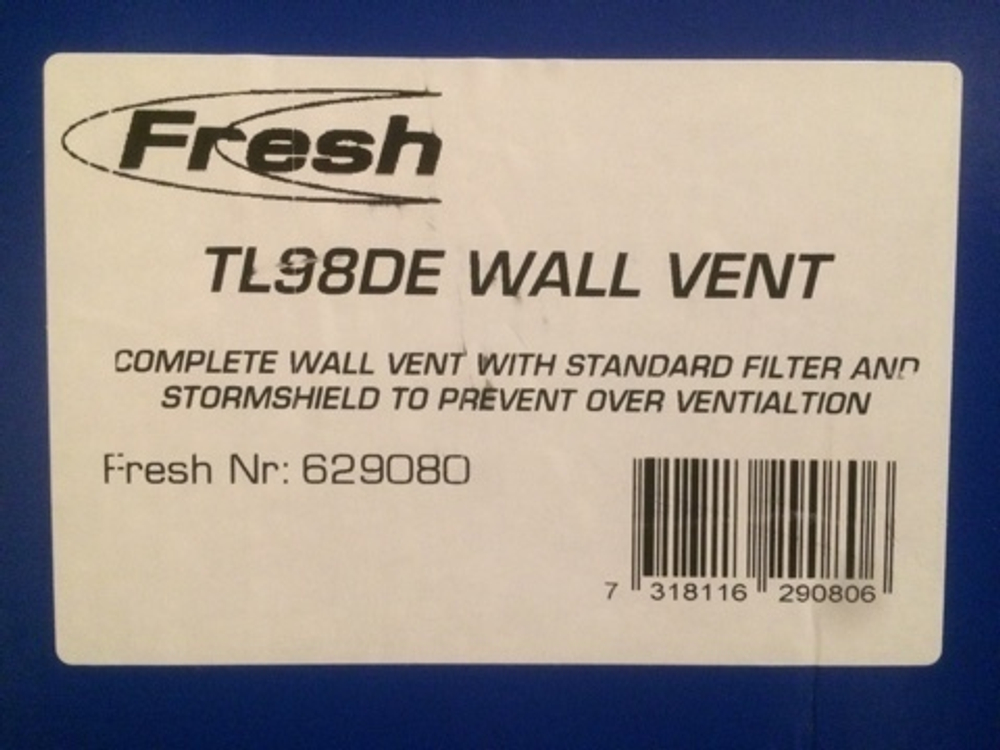 Fresh
TL98DE WALL VENT
COMPLETE WALL VENT WITH STANDARD FILTER AND
STORMSHIELD TO PREVENT OVER VENTIALTION
Fresh Nr: 629080
7 318116 290806